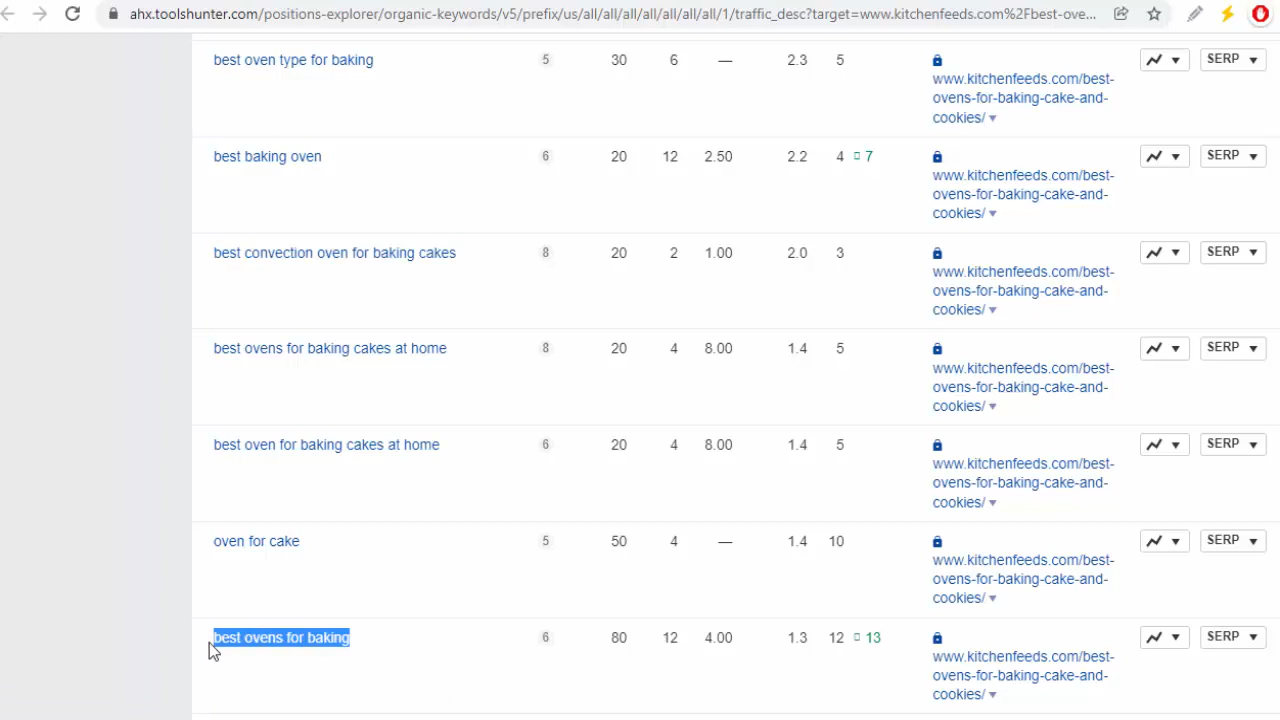 ahx.toolshunter.com/positions-explorer/organic-keywords/v5/prefix/us/all/all/all/all/all/all/all/1/traffic_desc?target=www.kitchenfeeds.com%2Fbest-ove...
best oven type for baking 5 30 6 — 2.3 5 SERP
www.kitchenfeeds.com/best-
ovens-for-baking-cake-and-
cookies/
best baking oven 6 20 12 2.50 2.2 4 7 SERP
www.kitchenfeeds.com/best-
ovens-for-baking-cake-and-
cookies/
best convection oven for baking cakes 8 20 2 1.00 2.0 3 SERP
www.kitchenfeeds.com/best-
ovens-for-baking-cake-and-
cookies/
best ovens for baking cakes at home 8 20 4 8.00 1.4 5 SERP
www.kitchenfeeds.com/best-
ovens-for-baking-cake-and-
cookies/
best oven for baking cakes at home 6 20 4 8.00 1.4 5 SERP
www.kitchenfeeds.com/best-
ovens-for-baking-cake-and-
cookies/
oven for cake 5 50 4 — 1.4 10 SERP
www.kitchenfeeds.com/best-
ovens-for-baking-cake-and-
cookies/
best ovens for baking 6 80 12 4.00 1.3 12 13 SERP
www.kitchenfeeds.com/best-
ovens-for-baking-cake-and-
cookies/